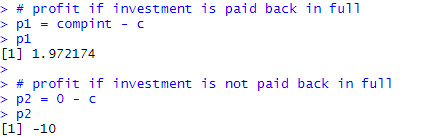 > # profit if investment is paid back in full
> p1 = compint - c
> p1
[1] 1.972174
>
> # profit if investment is not paid back in full
> p2 = 0 - c
> p2
[1] -10